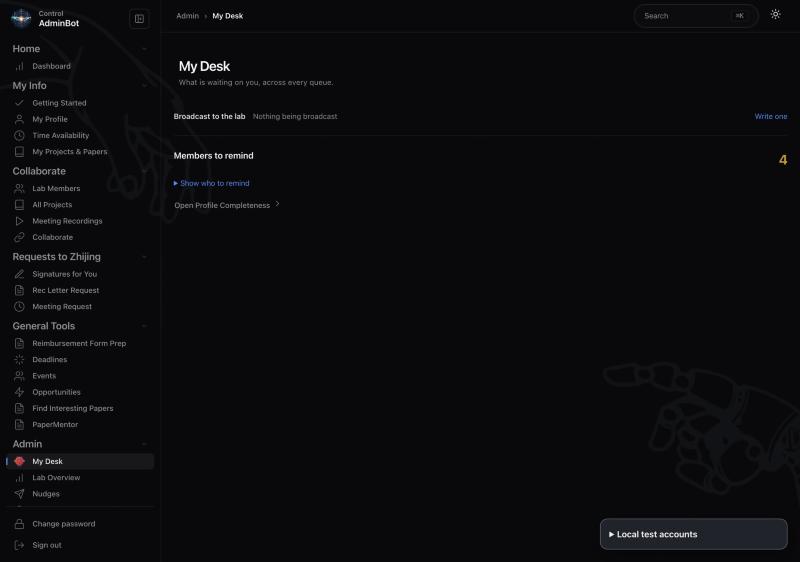 Control
AdminBot
Home
Dashboard
My Info
Getting Started
My Profile
Time Availability
My Projects & Papers
Collaborate
Lab Members
All Projects
Meeting Recordings
Collaborate
Requests to Zhijing
Signatures for You
Rec Letter Request
Meeting Request
General Tools
Reimbursement Form Prep
Deadlines
Events
Opportunities
Find Interesting Papers
PaperMentor
Admin
My Desk
Lab Overview
Nudges
Change password
Sign out
Admin › My Desk
Search ⌘K
My Desk
What is waiting on you, across every queue.
Broadcast to the lab Nothing being broadcast Write one
Members to remind 4
Show who to remind
Open Profile Completeness
Local test accounts